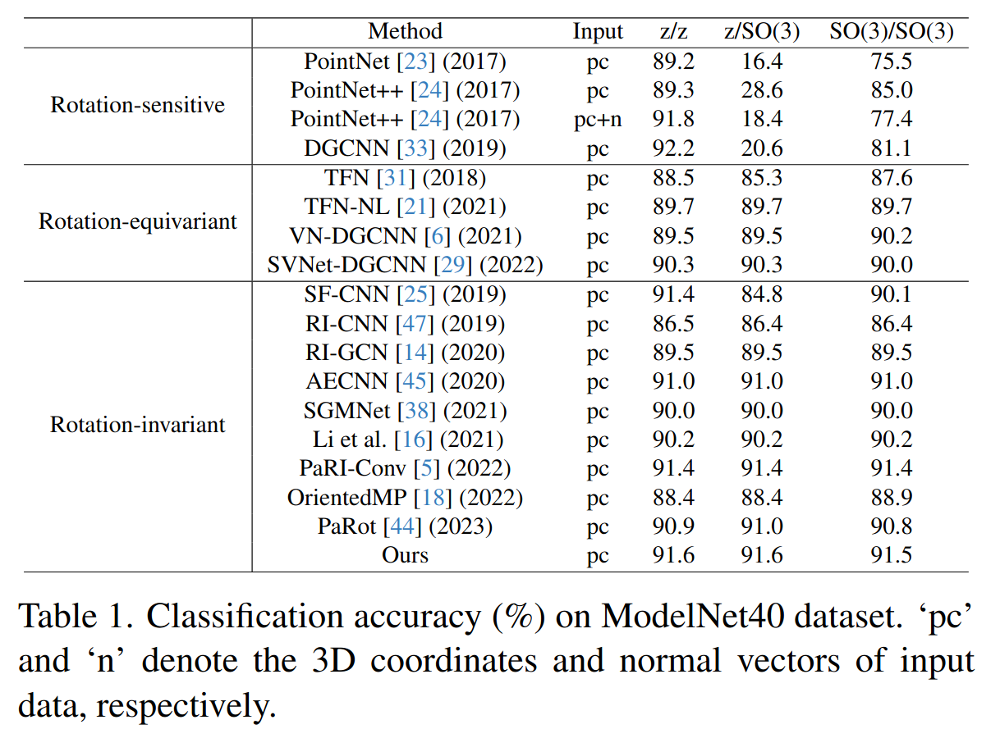 Method Input z/z z/SO(3) SO(3)/SO(3)
Rotation-sensitive
PointNet [23] (2017) pc 89.2 16.4 75.5
PointNet++ [24] (2017) pc 89.3 28.6 85.0
PointNet++ [24] (2017) pc+n 91.8 18.4 77.4
DGCNN [33] (2019) pc 92.2 20.6 81.1
Rotation-equivariant
TFN [31] (2018) pc 88.5 85.3 87.6
TFN-NL [21] (2021) pc 89.7 89.7 89.7
VN-DGCNN [6] (2021) pc 89.5 89.5 90.2
SVNet-DGCNN [29] (2022) pc 90.3 90.3 90.0
Rotation-invariant
SF-CNN [25] (2019) pc 91.4 84.8 90.1
RI-CNN [47] (2019) pc 86.5 86.4 86.4
RI-GCN [14] (2020) pc 89.5 89.5 89.5
AECNN [45] (2020) pc 91.0 91.0 91.0
SGMNet [38] (2021) pc 90.0 90.0 90.0
Li et al. [16] (2021) pc 90.2 90.2 90.2
PaRI-Conv [5] (2022) pc 91.4 91.4 91.4
OrientedMP [18] (2022) pc 88.4 88.4 88.9
PaRot [44] (2023) pc 90.9 91.0 90.8
Ours pc 91.6 91.6 91.5
Table 1. Classification accuracy (%) on ModelNet40 dataset. ‘pc’
and ‘n’ denote the 3D coordinates and normal vectors of input
data, respectively.